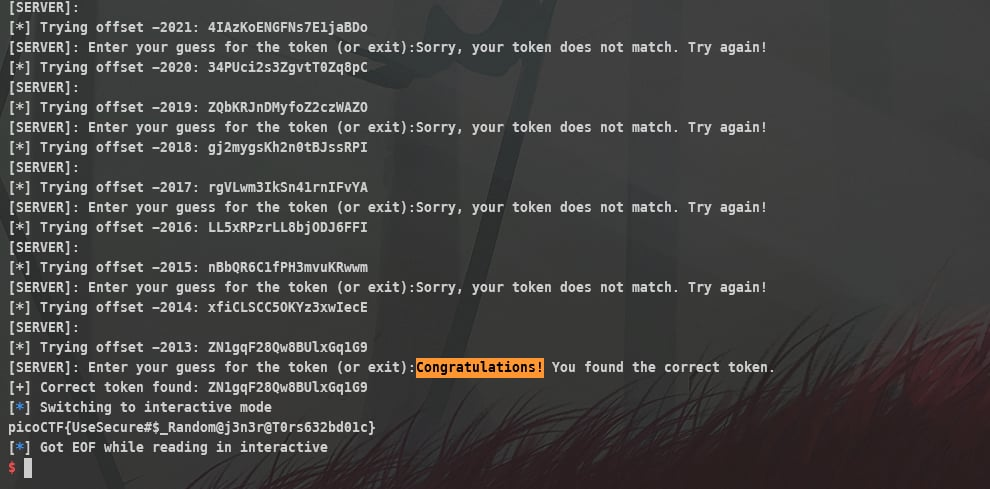 [SERVER]:
[*] Trying offset −2021: 4IAzKoENGFNs7E1jaBDo
[SERVER]: Enter your guess for the token (or exit):Sorry, your token does not match. Try again!
[*] Trying offset −2020: 34PUci2s3ZgvtT0Zq8pC
[SERVER]:
[*] Trying offset −2019: ZQbKRJnDMyfoZ2czWAZO
[SERVER]: Enter your guess for the token (or exit):Sorry, your token does not match. Try again!
[*] Trying offset −2018: gj2mygsKh2n0tBJssRPI
[SERVER]:
[*] Trying offset −2017: rgVLwm3IkSn41rnIFvYA
[SERVER]: Enter your guess for the token (or exit):Sorry, your token does not match. Try again!
[*] Trying offset −2016: LL5xRPzrLL8bjODJ6FFI
[SERVER]:
[*] Trying offset −2015: nBbQR6C1fPH3mvuKRwwm
[SERVER]: Enter your guess for the token (or exit):Sorry, your token does not match. Try again!
[*] Trying offset −2014: xfiCLSCC5OKYz3xwIecE
[SERVER]:
[*] Trying offset −2013: ZN1gqF28Qw8BUlxGq1G9
[SERVER]: Enter your guess for the token (or exit):Congratulations! You found the correct token.
[+] Correct token found: ZN1gqF28Qw8BUlxGq1G9
[*] Switching to interactive mode
picoCTF{UseSecure#$_Random@j3n3r@T0rs632bd01c}
[*] Got EOF while reading in interactive
$